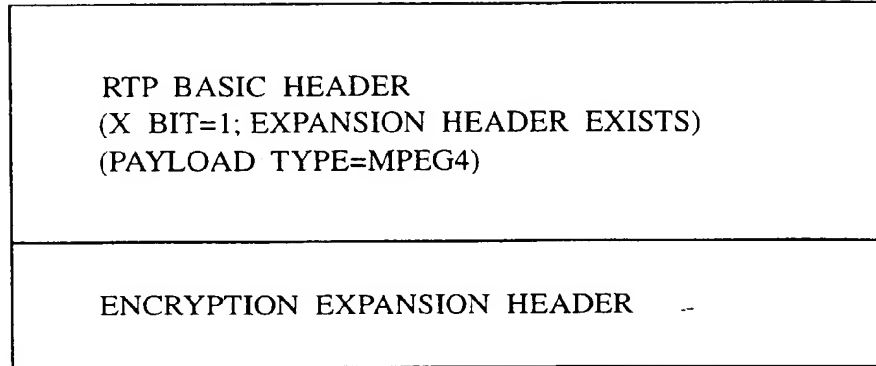 RTP BASIC HEADER
(X BIT=1; EXPANSION HEADER EXISTS)
(PAYLOAD TYPE=MPEG4)
ENCRYPTION EXPANSION HEADER